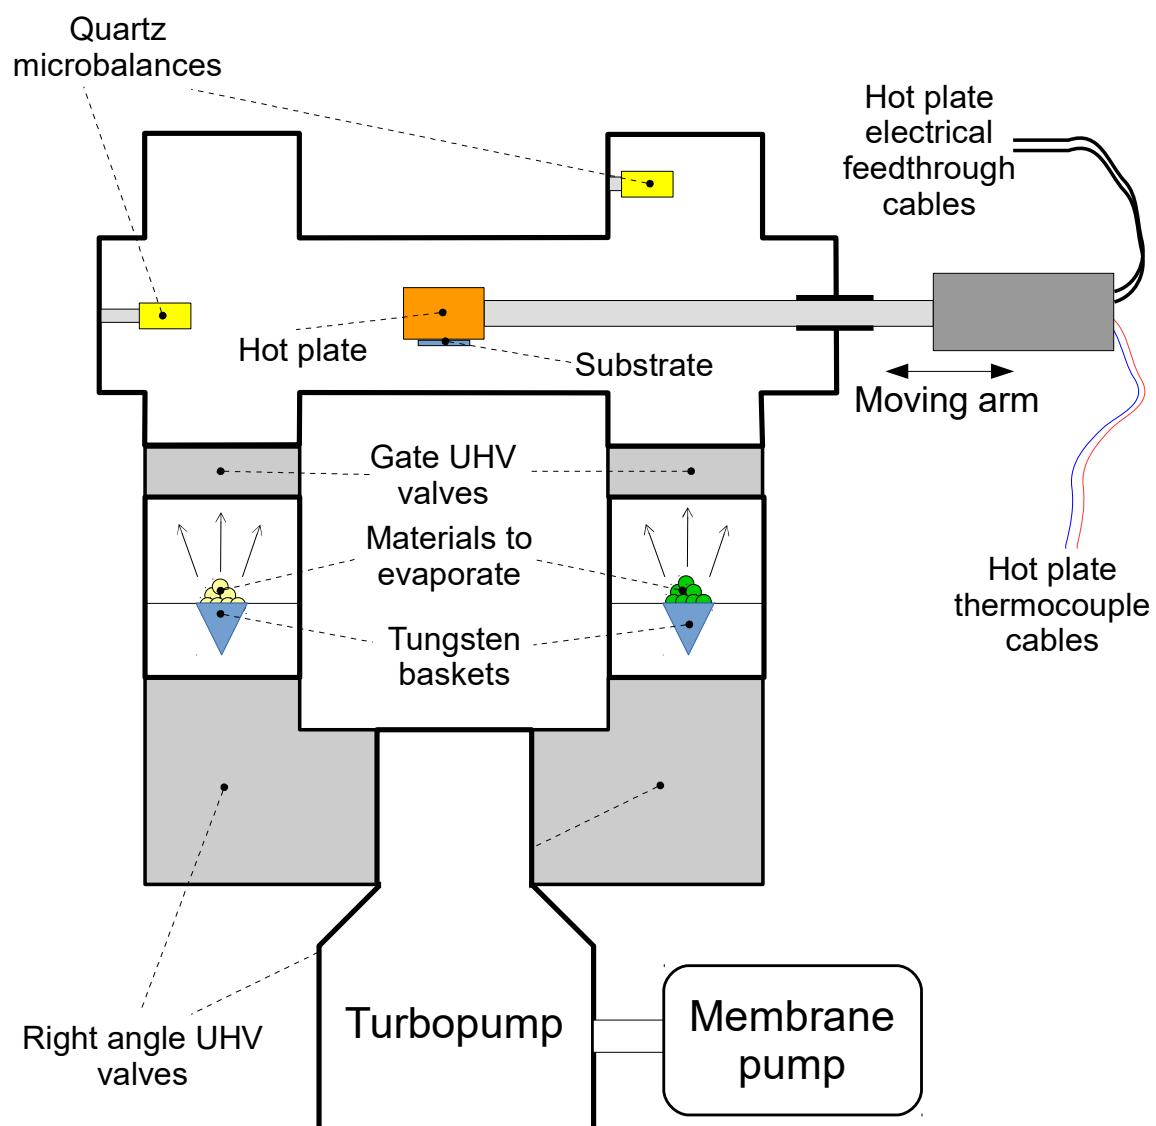 Quartz
microbalances
Hot plate
electrical
feedthrough
cables
Hot plate
Substrate
Moving arm
Gate UHV
valves
Materials to
evaporate
Hot plate
thermocouple
cables
Tungsten
baskets
Right angle UHV
valves
Turbopump
Membrane
pump